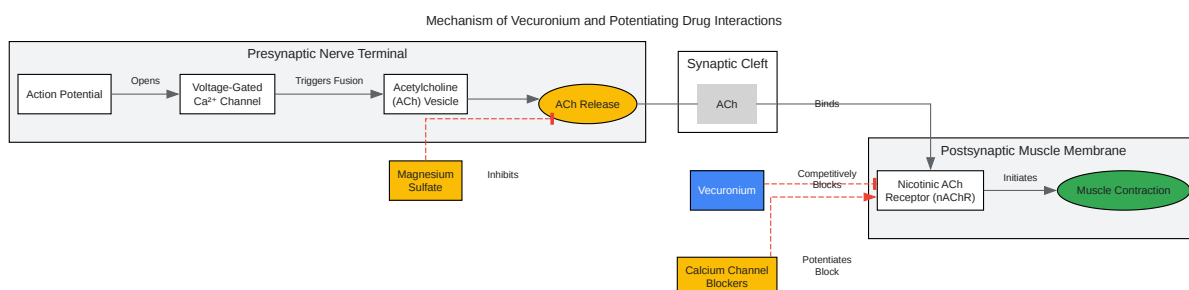 Mechanism of Vecuronium and Potentiating Drug Interactions
Presynaptic Nerve Terminal
Action Potential
Opens
Voltage-Gated
Ca²⁺ Channel
Triggers Fusion
Acetylcholine
(ACh) Vesicle
ACh Release
Synaptic Cleft
ACh
Binds
Magnesium
Sulfate
Inhibits
Postsynaptic Muscle Membrane
Vecuronium
Competitively
Blocks
Nicotinic ACh
Receptor (nAChR)
Initiates
Muscle Contraction
Calcium Channel
Blockers
Potentiates
Block